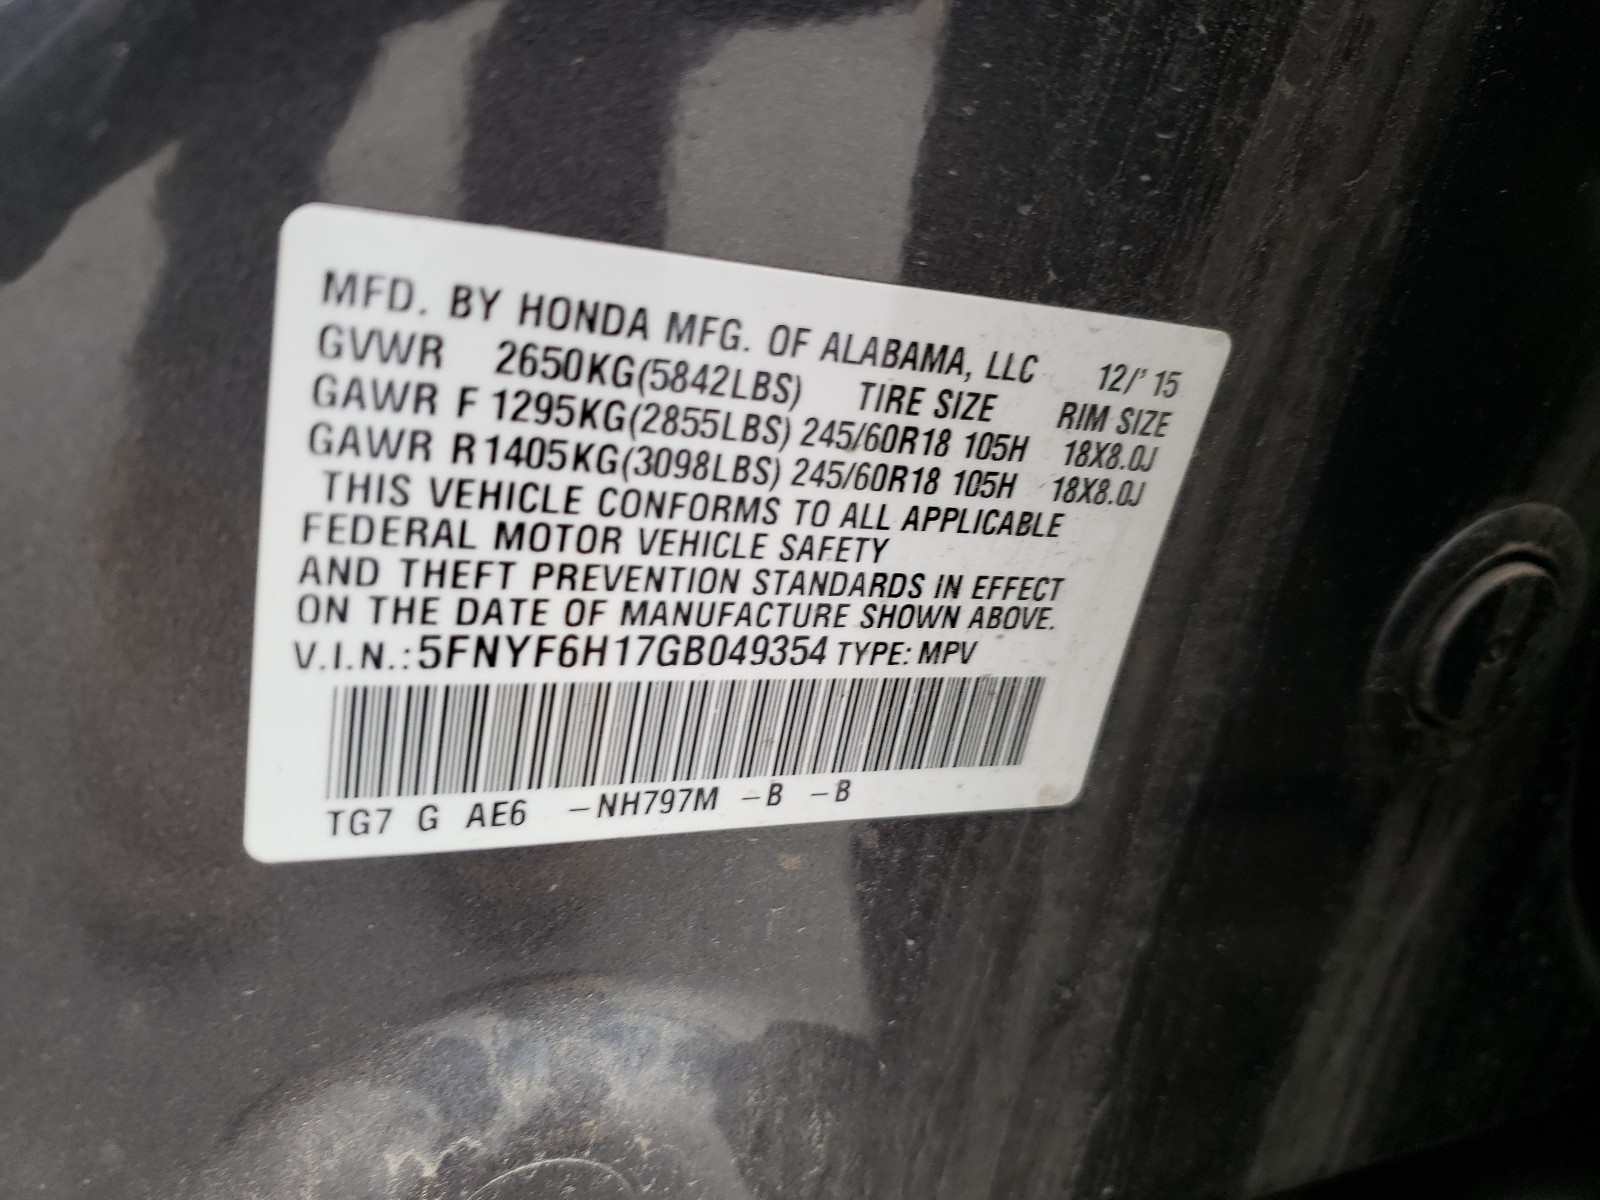 MFD. BY HONDA MFG. OF ALABAMA, LLC 12/' 15
GVWR 2650KG(5842LBS) TIRE SIZE RIM SIZE
GAWR F 1295KG(2855LBS) 245/60R18 105H 18X8.0J
GAWR R 1405KG(3098LBS) 245/60R18 105H 18X8.0J
THIS VEHICLE CONFORMS TO ALL APPLICABLE
FEDERAL MOTOR VEHICLE SAFETY
AND THEFT PREVENTION STANDARDS IN EFFECT
ON THE DATE OF MANUFACTURE SHOWN ABOVE.
V.I.N.: 5FNYF6H17GB049354 TYPE: MPV
TG7 G AE6 –NH797M –B –B